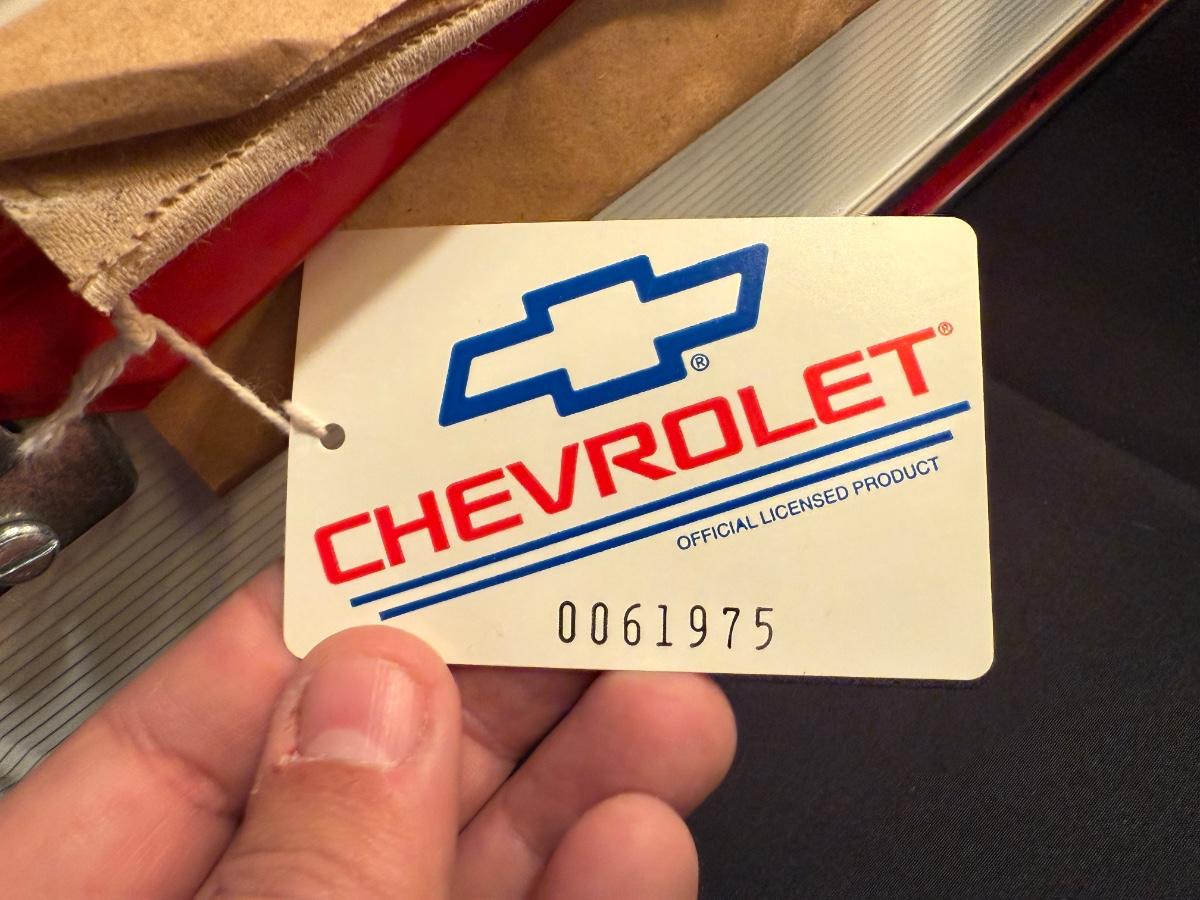 ®
CHEVROLET®
OFFICIAL LICENSED PRODUCT
0061975